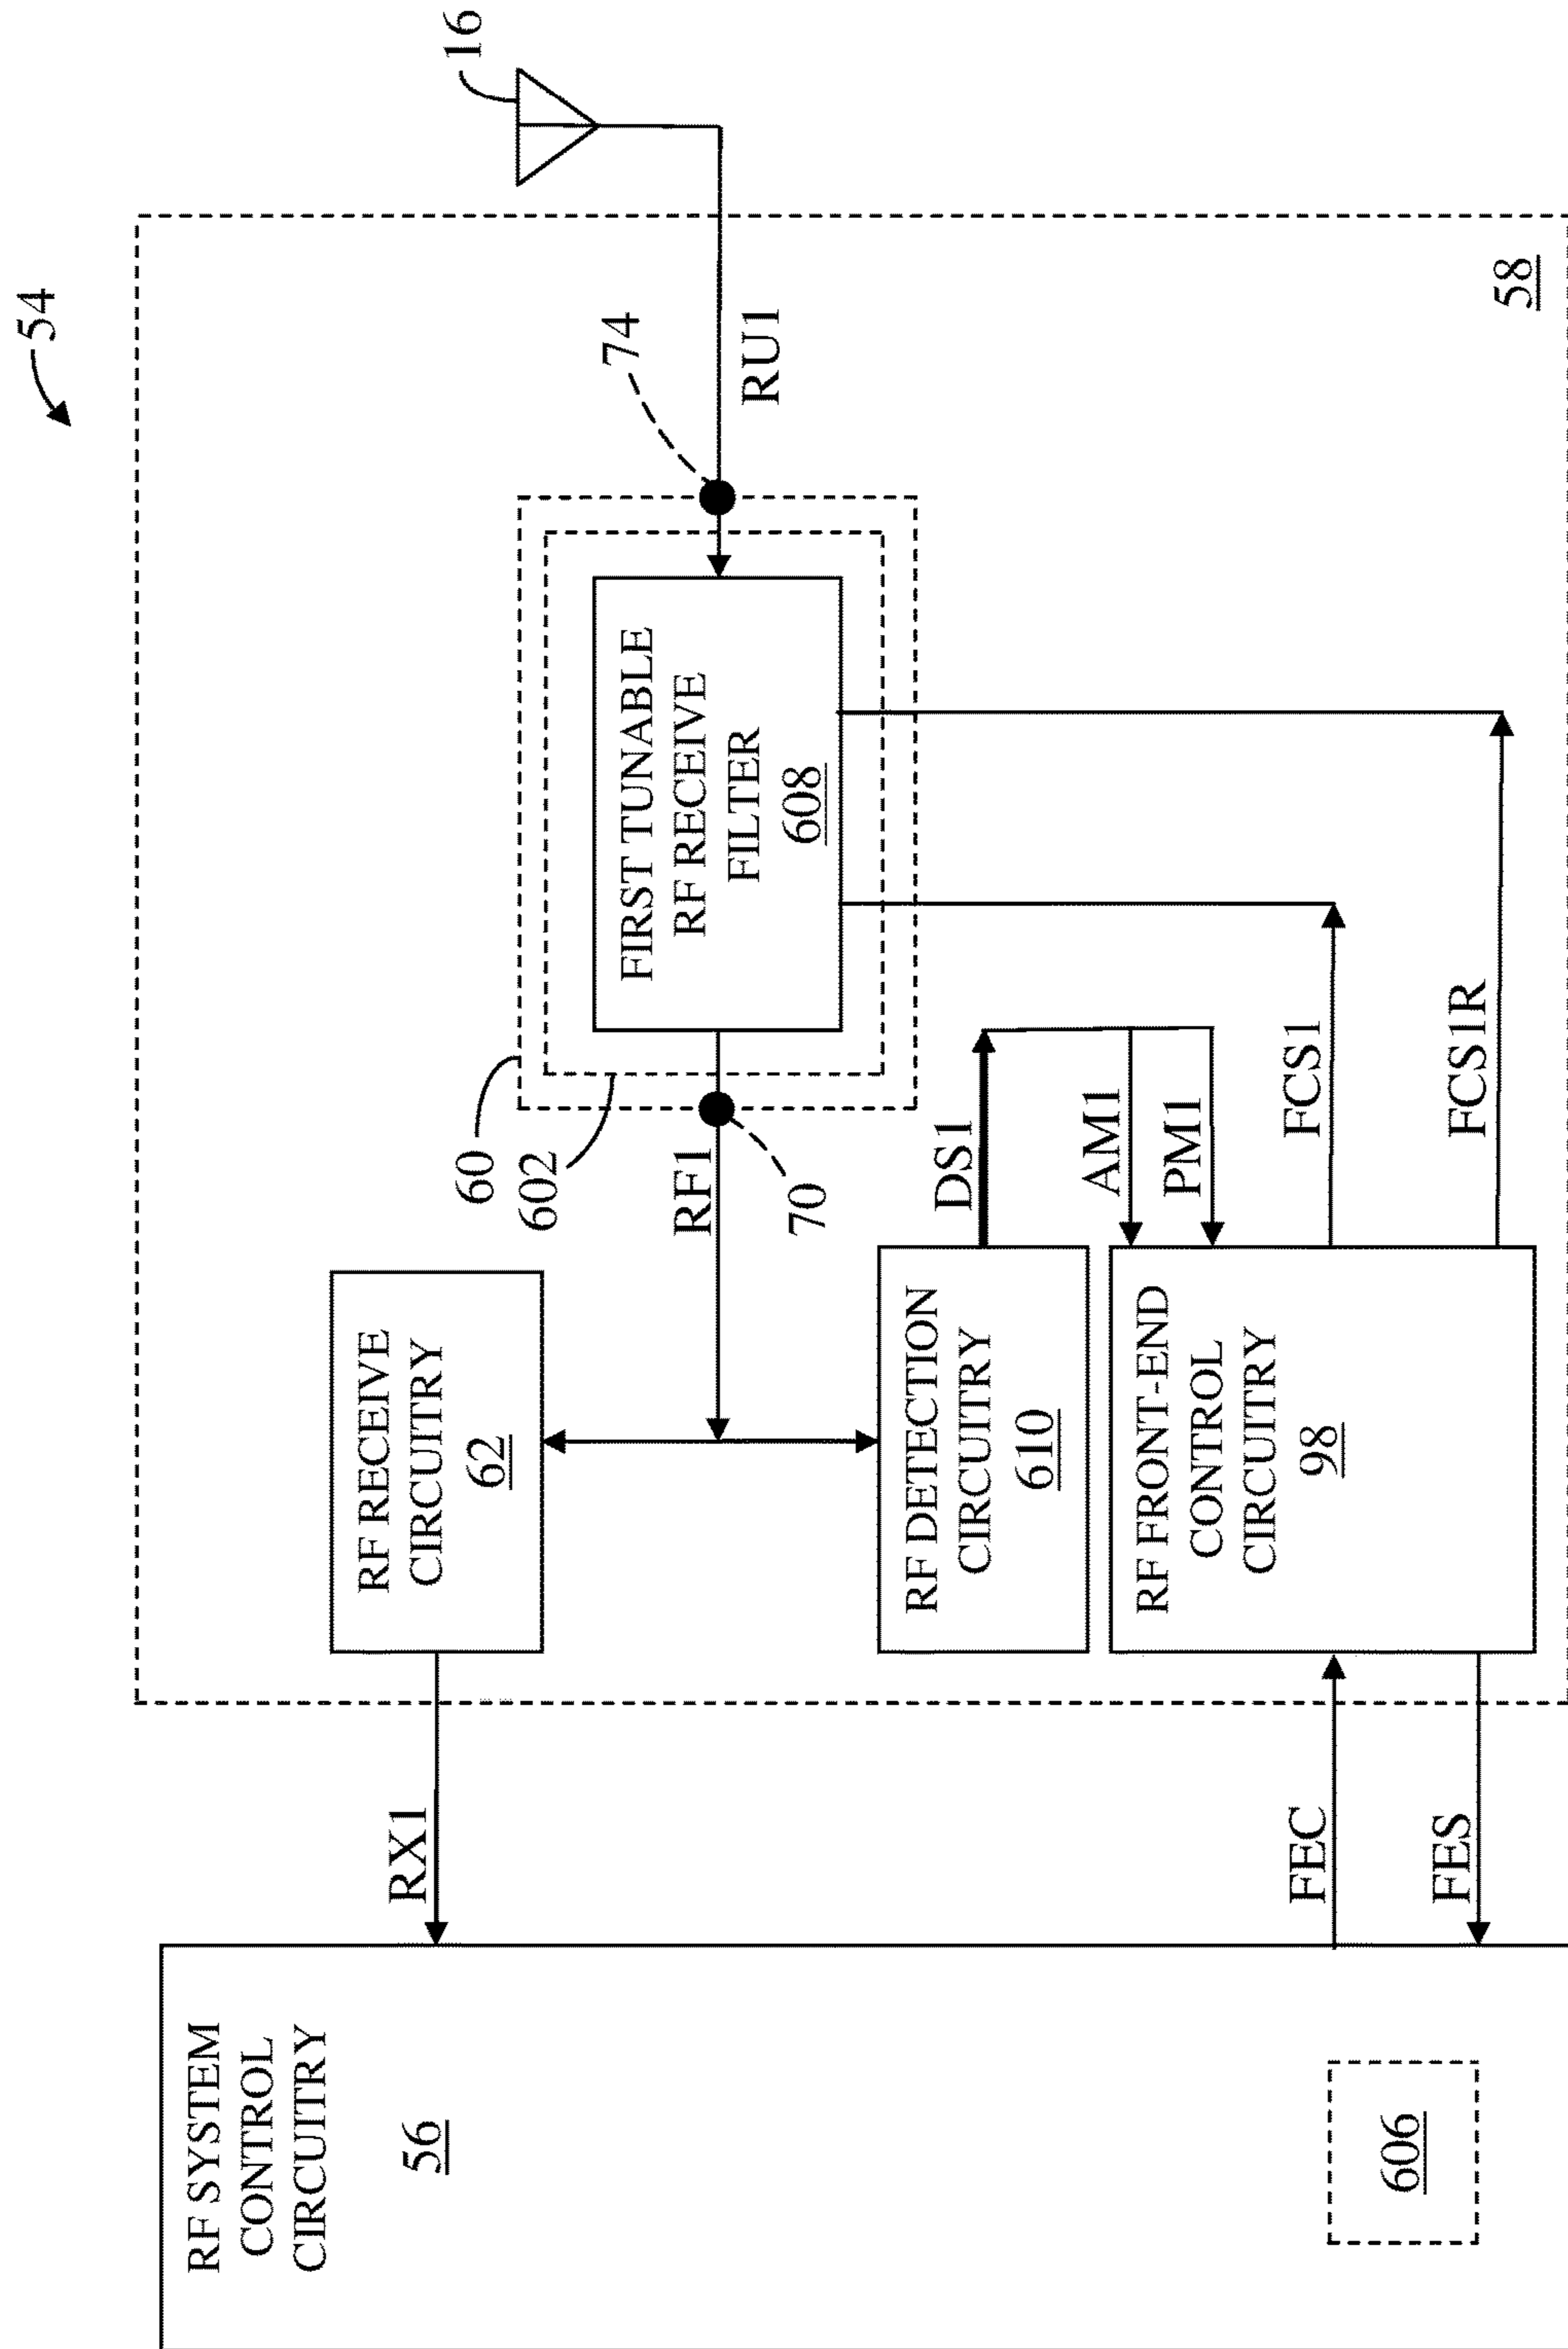 54
16
RF SYSTEM
CONTROL
CIRCUITRY
56
606
RX1
FEC
FES
RF RECEIVE
CIRCUITRY
62
RF DETECTION
CIRCUITRY
610
RF FRONT-END
CONTROL
CIRCUITRY
98
60
602
RF1
70
DS1
AM1
PM1
FCS1
FCS1R
FIRST TUNABLE
RF RECEIVE
FILTER
608
74
RU1
58